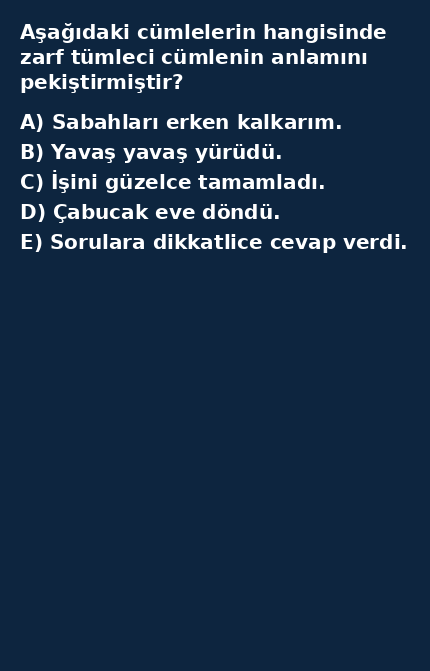 Aşağıdaki cümlelerin hangisinde
zarf tümleci cümlenin anlamını
pekiştirmiştir?
A) Sabahları erken kalkarım.
B) Yavaş yavaş yürüdü.
C) İşini güzelce tamamladı.
D) Çabucak eve döndü.
E) Sorulara dikkatlice cevap verdi.